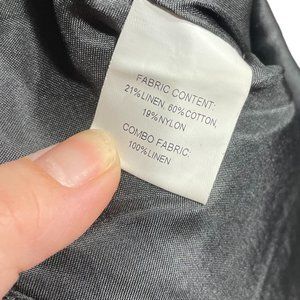 FABRIC CONTENT:
21% LINEN, 60% COTTON,
19% NYLON
COMBO FABRIC:
100% LINEN